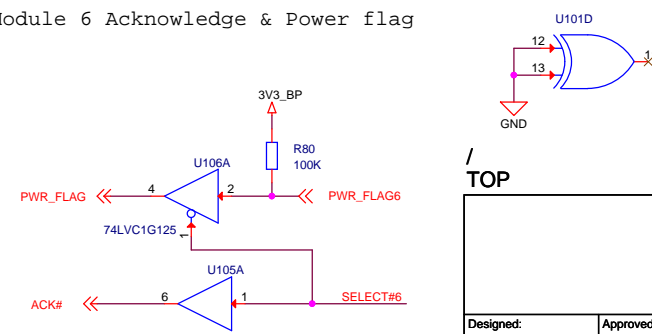 Module 6 Acknowledge & Power flag
U101D
12
13
1
GND
3V3_BP
R80
100K
U106A
PWR_FLAG
4
2
PWR_FLAG6
74LVC1G125
1
U105A
ACK#
6
1
SELECT#6
/
TOP
Designed:
Approved